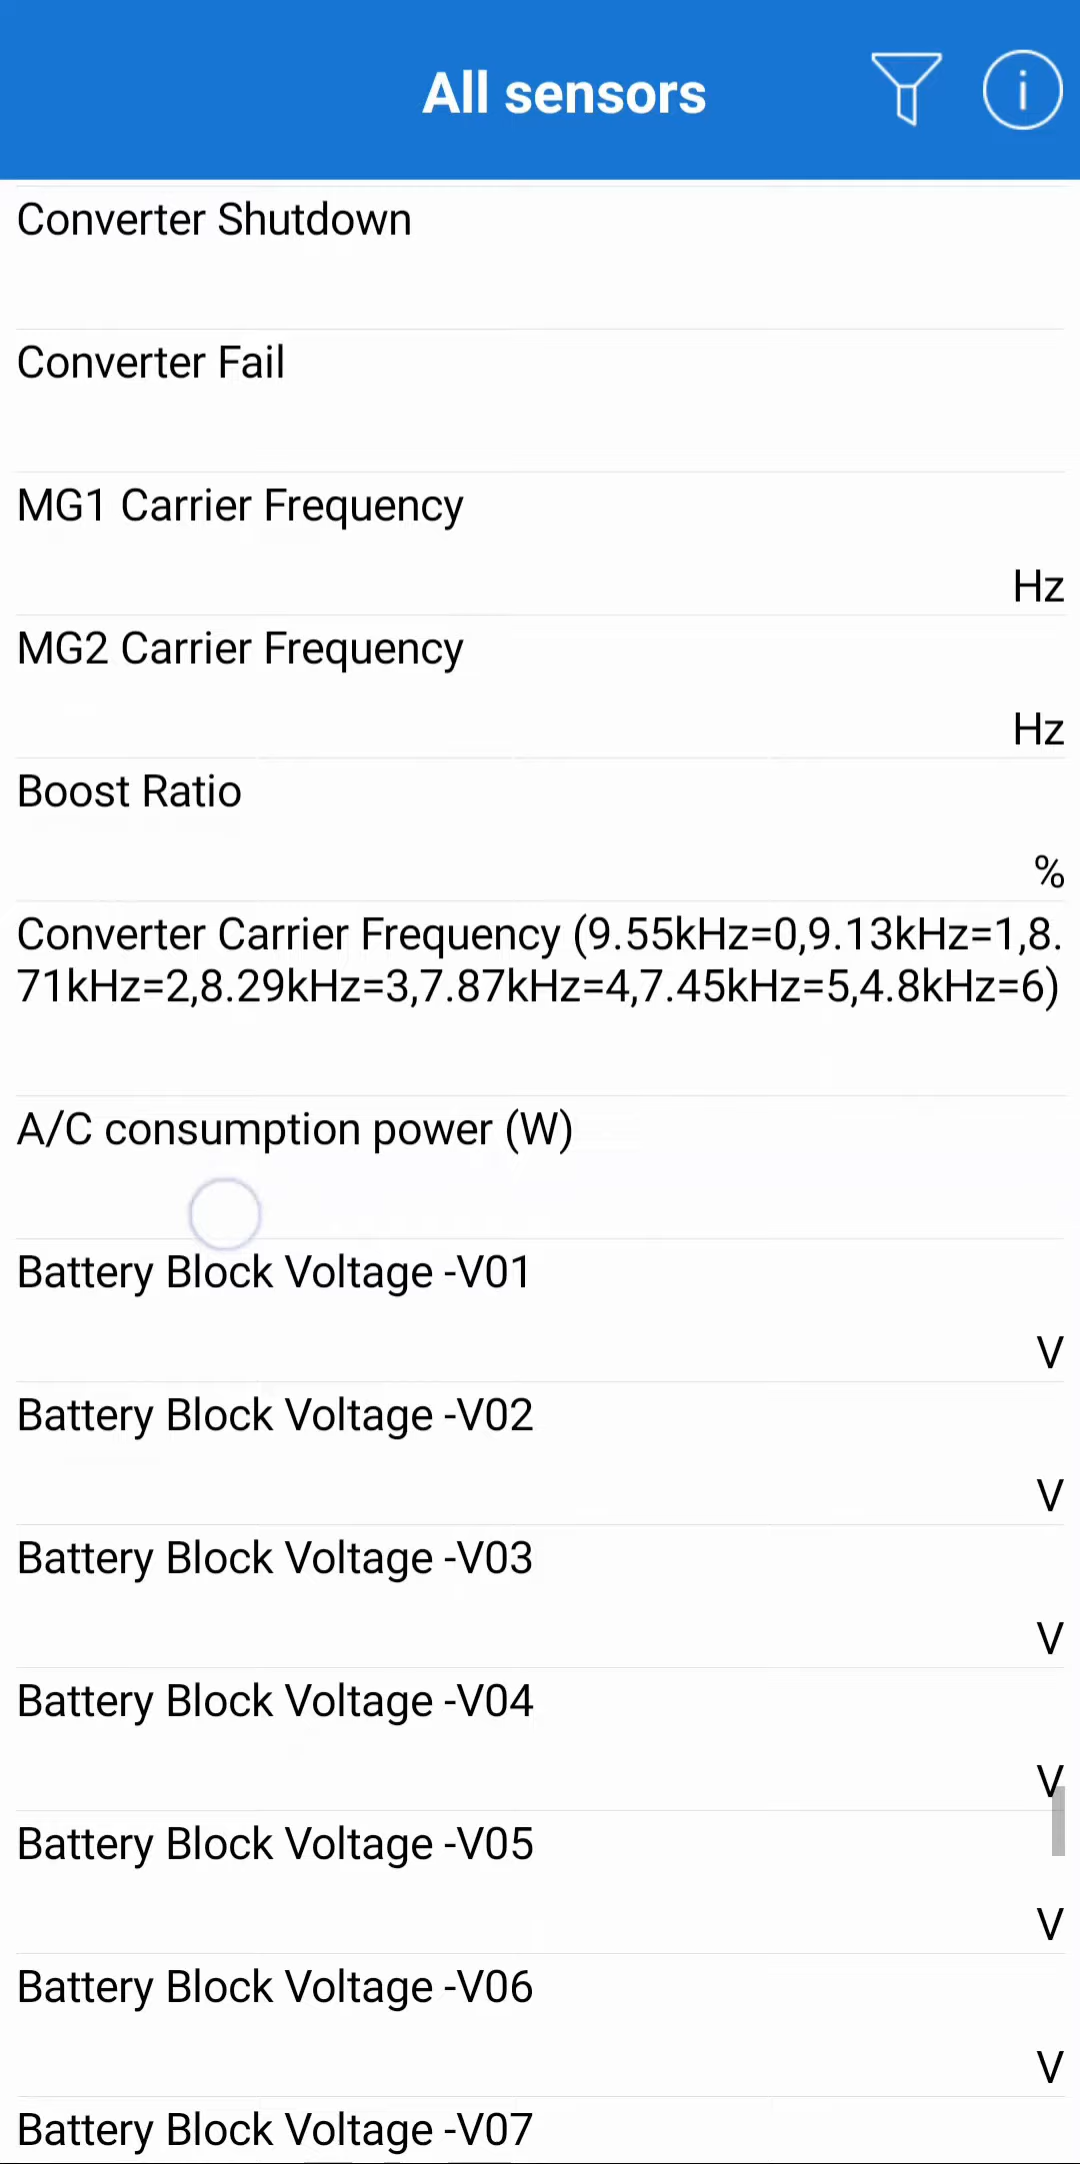 All sensors
i
Converter Shutdown
Converter Fail
MG1 Carrier Frequency
Hz
MG2 Carrier Frequency
Hz
Boost Ratio
%
Converter Carrier Frequency (9.55kHz=0,9.13kHz=1,8.
71kHz=2,8.29kHz=3,7.87kHz=4,7.45kHz=5,4.8kHz=6)
A/C consumption power (W)
Battery Block Voltage -V01
V
Battery Block Voltage -V02
V
Battery Block Voltage -V03
V
Battery Block Voltage -V04
V
Battery Block Voltage -V05
V
Battery Block Voltage -V06
V
Battery Block Voltage -V07